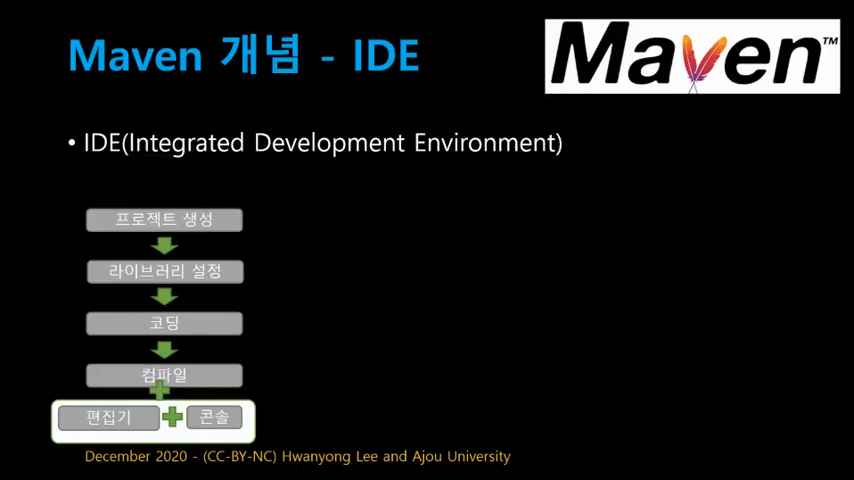 Maven 개념 - IDE
Maven™
• IDE(Integrated Development Environment)
프로젝트 생성
라이브러리 설정
코딩
컴파일
편집기
콘솔
December 2020 - (CC-BY-NC) Hwanyong Lee and Ajou University